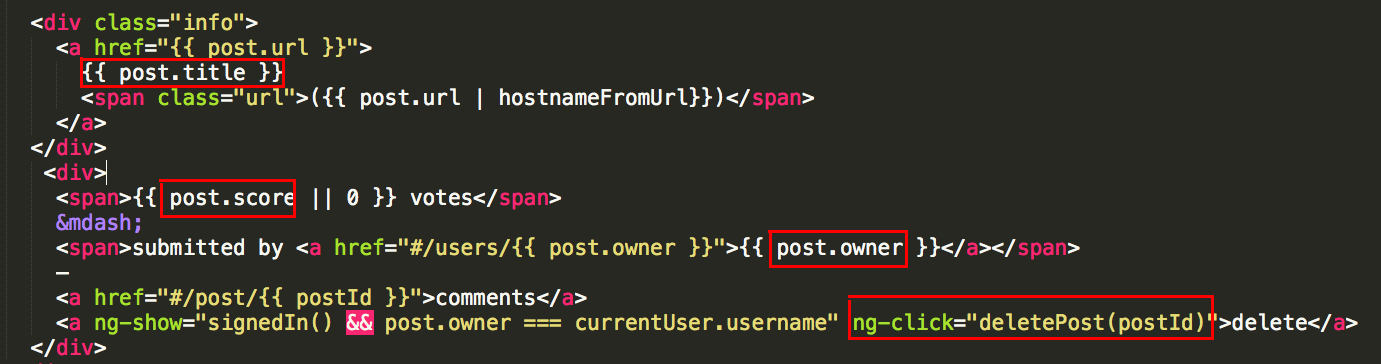 <div class="info">
<a href="{{ post.url }}">
{{ post.title }}
<span class="url">({{ post.url | hostnameFromUrl}})</span>
</a>
</div>
<div>
<span>{{ post.score || 0 }} votes</span>
&mdash;
<span>submitted by <a href="#/users/{{ post.owner }}">{{ post.owner }}</a></span>
—
<a href="#/post/{{ postId }}">comments</a>
<a ng-show="signedIn() && post.owner === currentUser.username" ng-click="deletePost(postId)">delete</a>
</div>